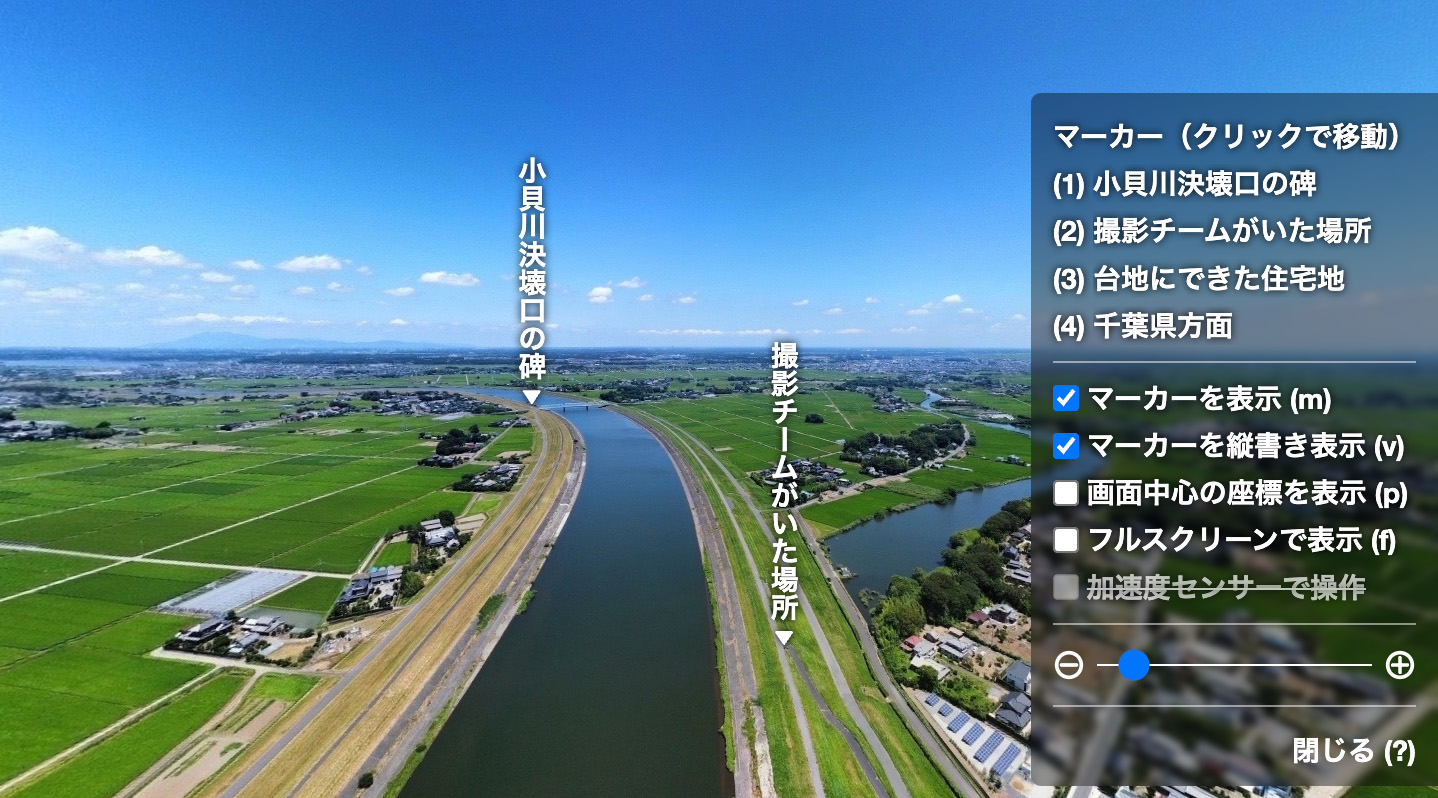 小貝川決壊口の碑
▼
撮影チームがいた場所
▼
マーカー（クリックで移動）
(1) 小貝川決壊口の碑
(2) 撮影チームがいた場所
(3) 台地にできた住宅地
(4) 千葉県方面
マーカーを表示 (m)
マーカーを縦書き表示 (v)
画面中心の座標を表示 (p)
フルスクリーンで表示 (f)
加速度センサーで操作
閉じる (?)